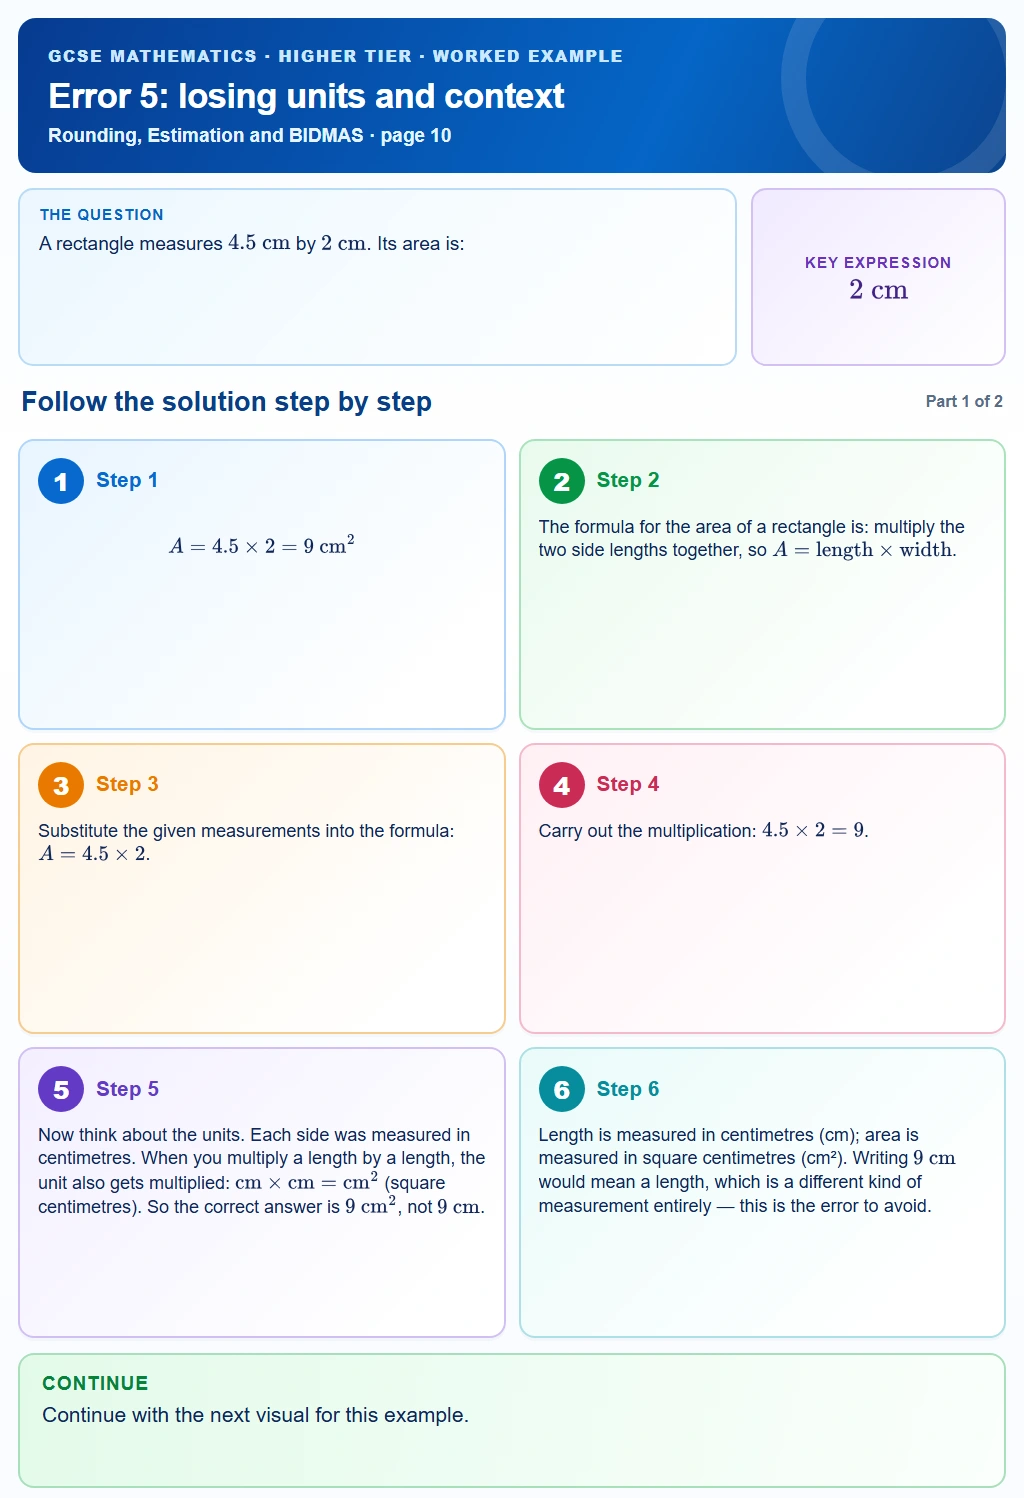 GCSE MATHEMATICS · HIGHER TIER · WORKED EXAMPLE
Error 5: losing units and context
Rounding, Estimation and BIDMAS · page 10
THE QUESTION
A rectangle measures 4.5 cm by 2 cm. Its area is:
KEY EXPRESSION
2 cm
Follow the solution step by step
Part 1 of 2
1 Step 1
A = 4.5 × 2 = 9 cm²
2 Step 2
The formula for the area of a rectangle is: multiply the
two side lengths together, so A = length × width.
3 Step 3
Substitute the given measurements into the formula:
A = 4.5 × 2.
4 Step 4
Carry out the multiplication: 4.5 × 2 = 9.
5 Step 5
Now think about the units. Each side was measured in
centimetres. When you multiply a length by a length, the
unit also gets multiplied: cm × cm = cm² (square
centimetres). So the correct answer is 9 cm², not 9 cm.
6 Step 6
Length is measured in centimetres (cm); area is
measured in square centimetres (cm²). Writing 9 cm
would mean a length, which is a different kind of
measurement entirely — this is the error to avoid.
CONTINUE
Continue with the next visual for this example.